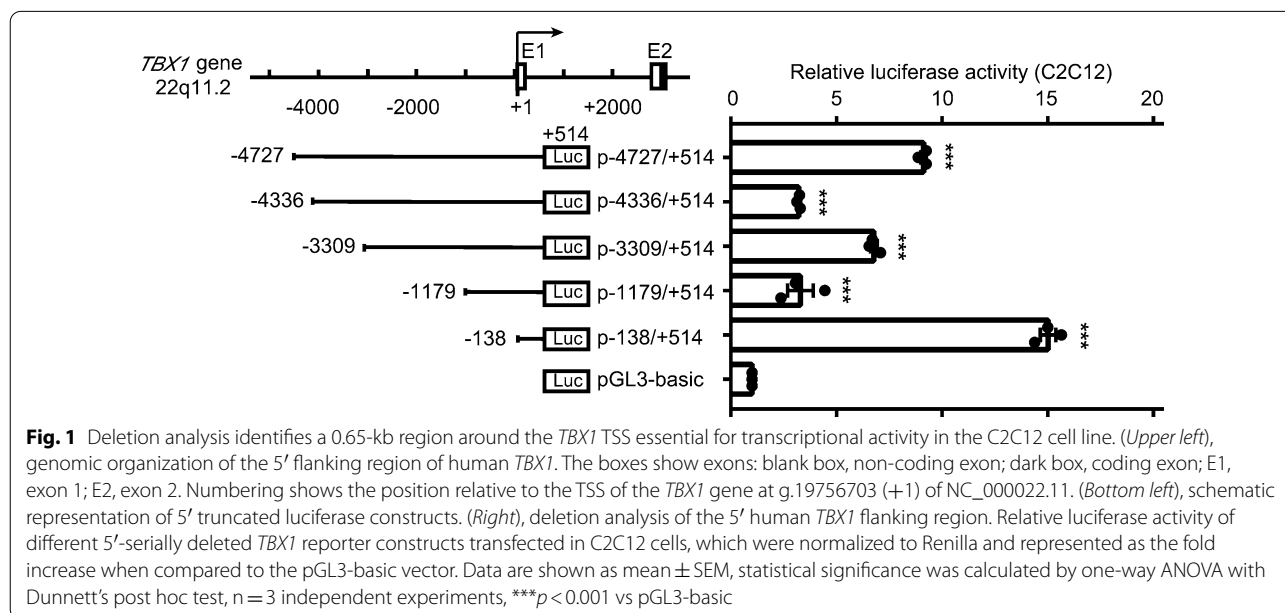 TBX1 gene
22q11.2
E1
E2
-4000
-2000
+1
+2000
Relative luciferase activity (C2C12)
0
5
10
15
20
+514
-4727
Luc
p-4727/+514
***
-4336
Luc
p-4336/+514
***
-3309
Luc
p-3309/+514
***
-1179
Luc
p-1179/+514
***
-138
Luc
p-138/+514
***
Luc
pGL3-basic
Fig. 1 Deletion analysis identifies a 0.65-kb region around the TBX1 TSS essential for transcriptional activity in the C2C12 cell line. (Upper left),
genomic organization of the 5′ flanking region of human TBX1. The boxes show exons: blank box, non-coding exon; dark box, coding exon; E1,
exon 1; E2, exon 2. Numbering shows the position relative to the TSS of the TBX1 gene at g.19756703 (+1) of NC_000022.11. (Bottom left), schematic
representation of 5′ truncated luciferase constructs. (Right), deletion analysis of the 5′ human TBX1 flanking region. Relative luciferase activity of
different 5′-serially deleted TBX1 reporter constructs transfected in C2C12 cells, which were normalized to Renilla and represented as the fold
increase when compared to the pGL3-basic vector. Data are shown as mean ± SEM, statistical significance was calculated by one-way ANOVA with
Dunnett's post hoc test, n = 3 independent experiments, ***p < 0.001 vs pGL3-basic